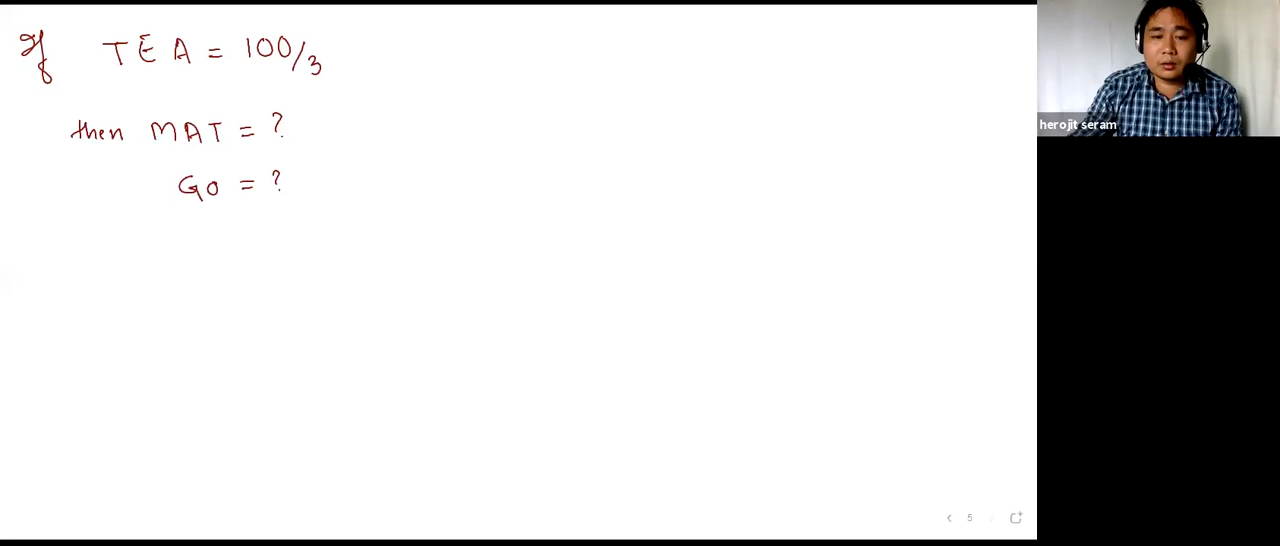 If TEA = 100/3
herojit seram
then MAT = ?
GO = ?
5